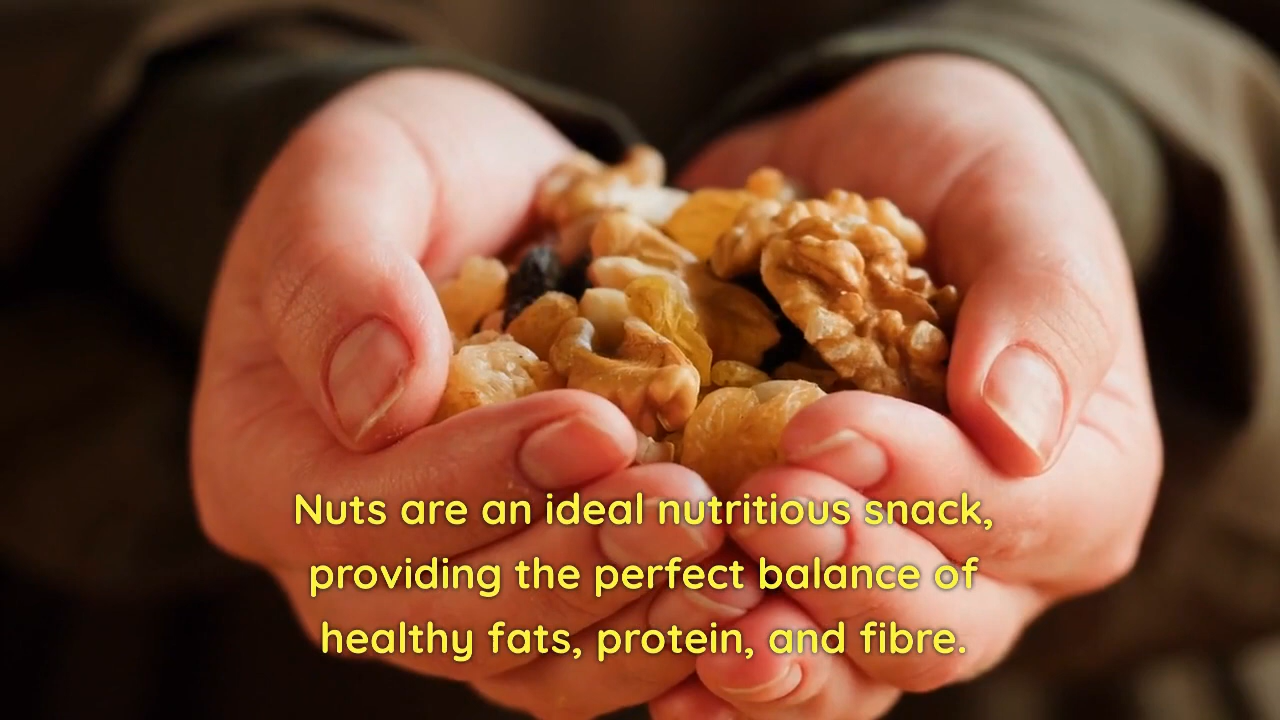 Nuts are an ideal nutritious snack,
providing the perfect balance of
healthy fats, protein, and fibre.